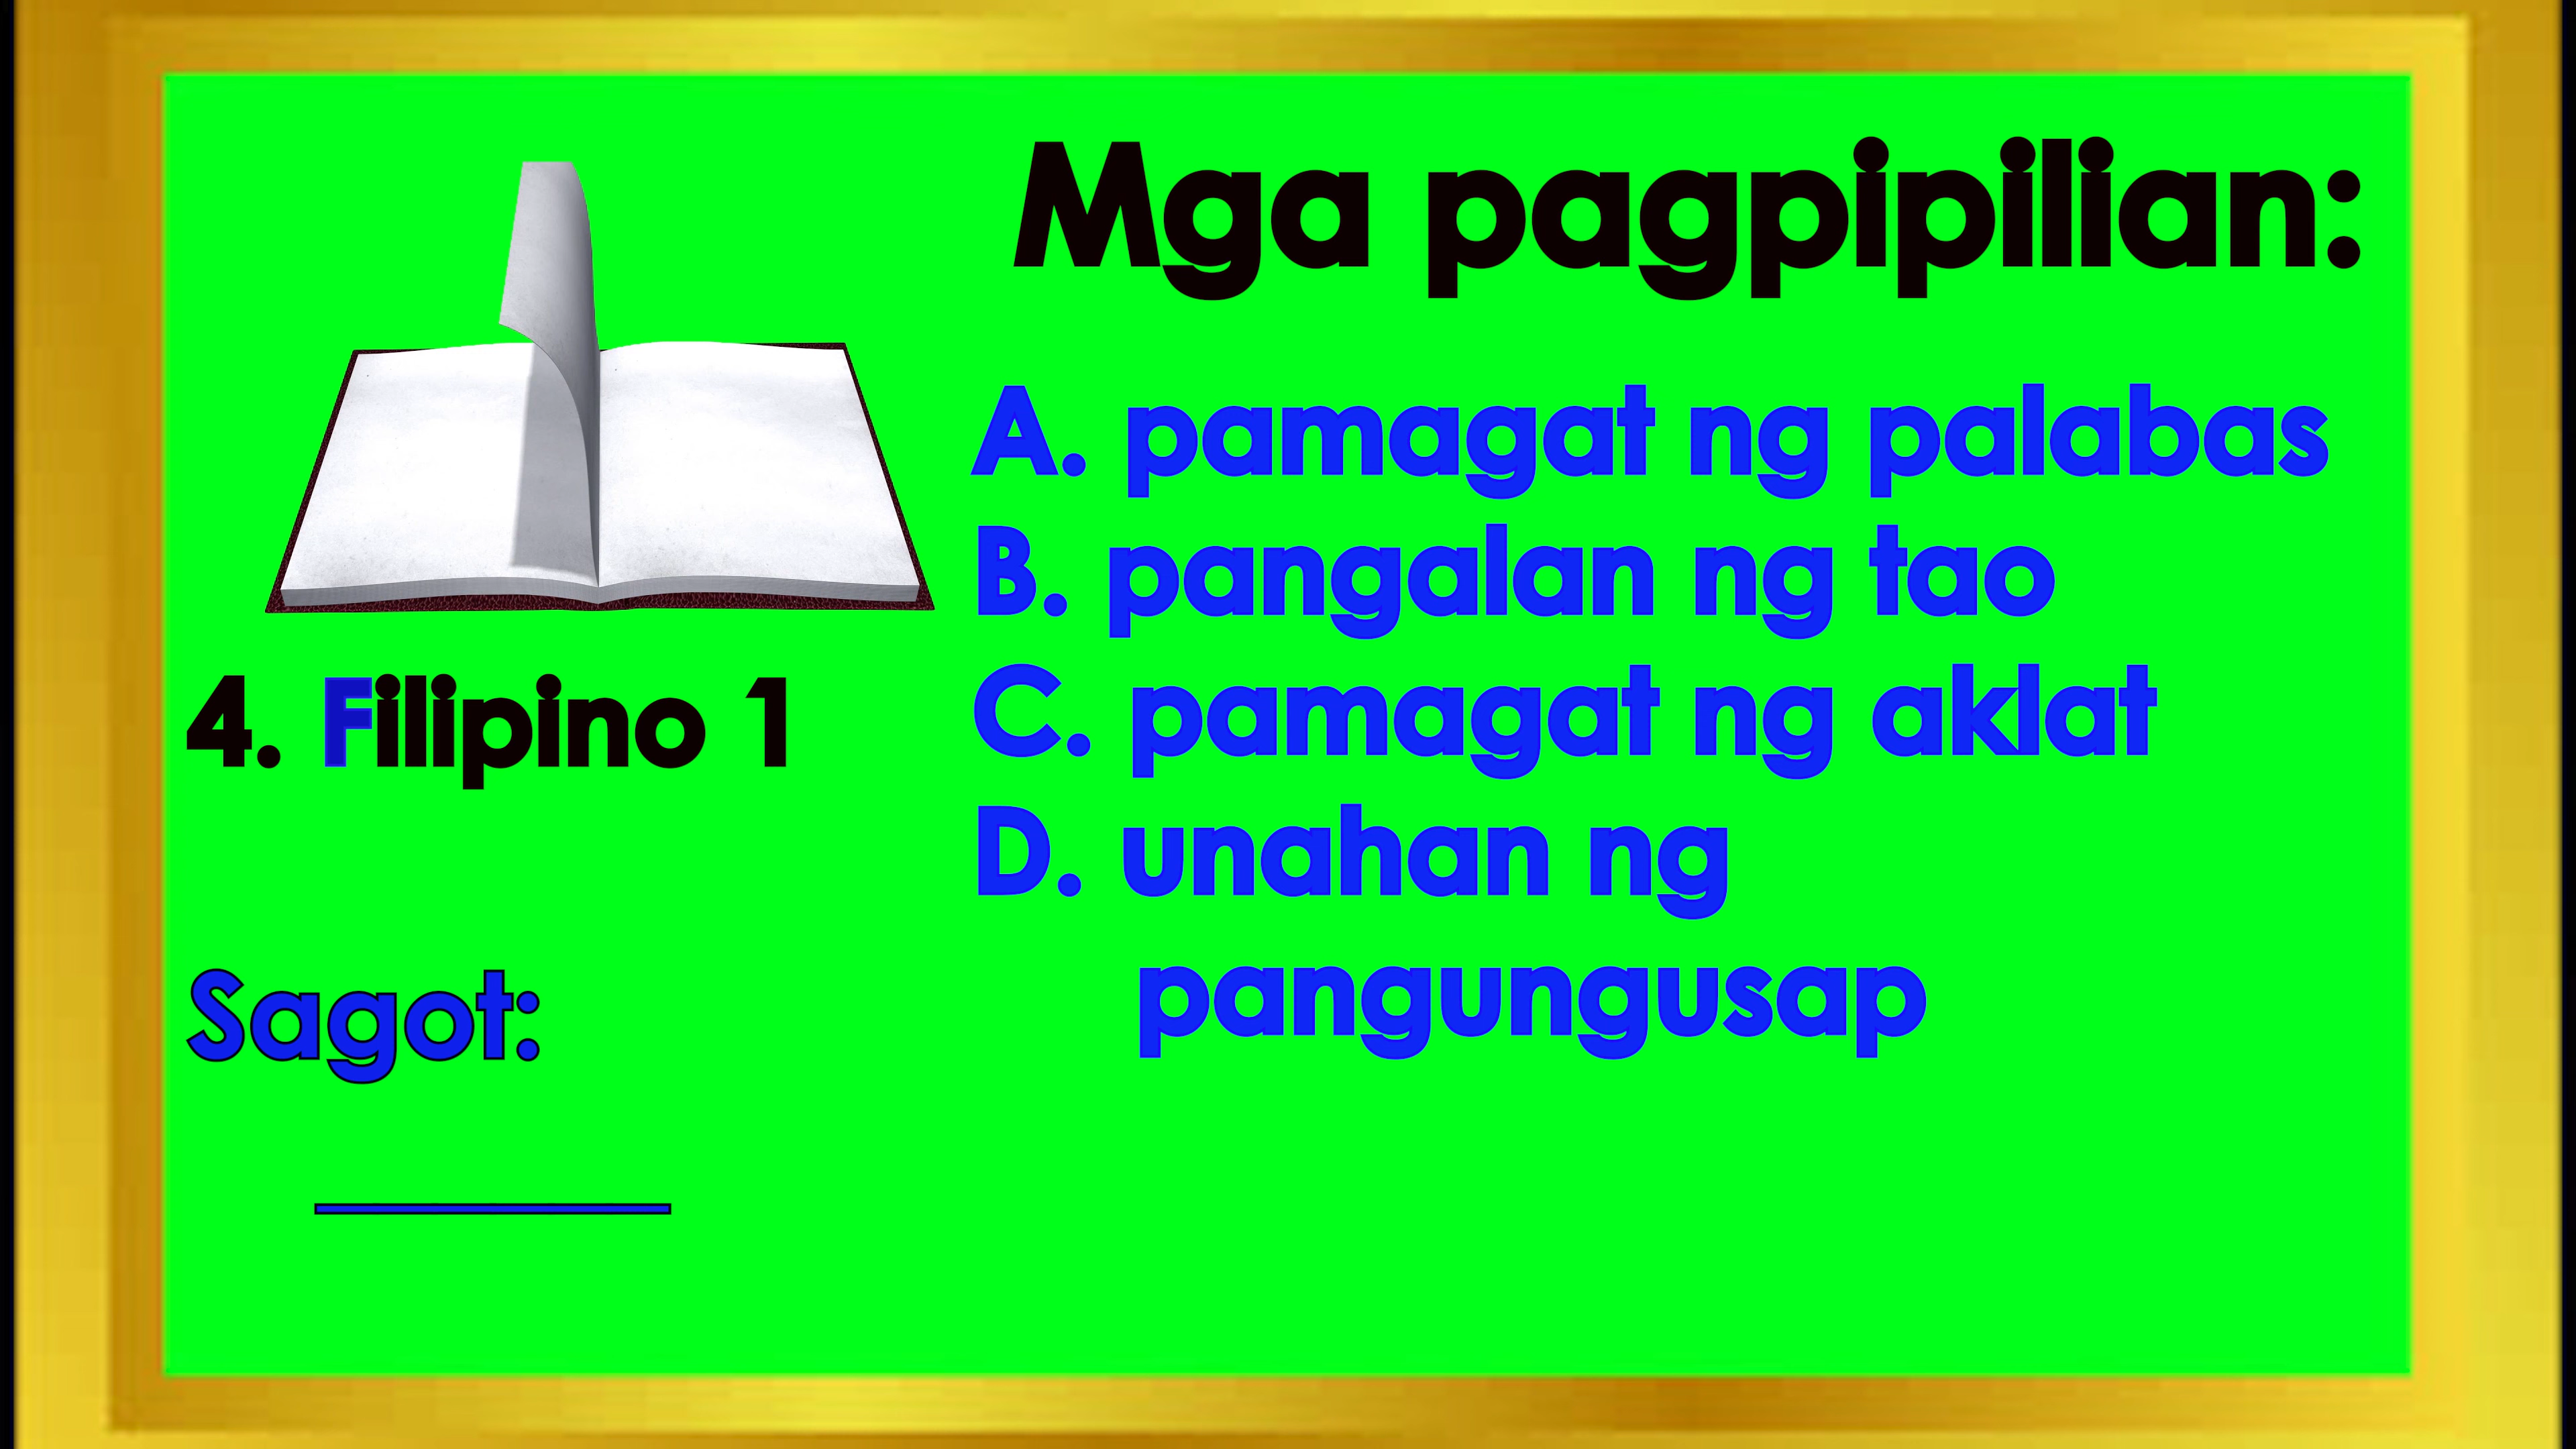 Mga pagpipilian:
A. pamagat ng palabas
B. pangalan ng tao
C. pamagat ng aklat
D. unahan ng
pangungusap
4. Filipino 1
Sagot: